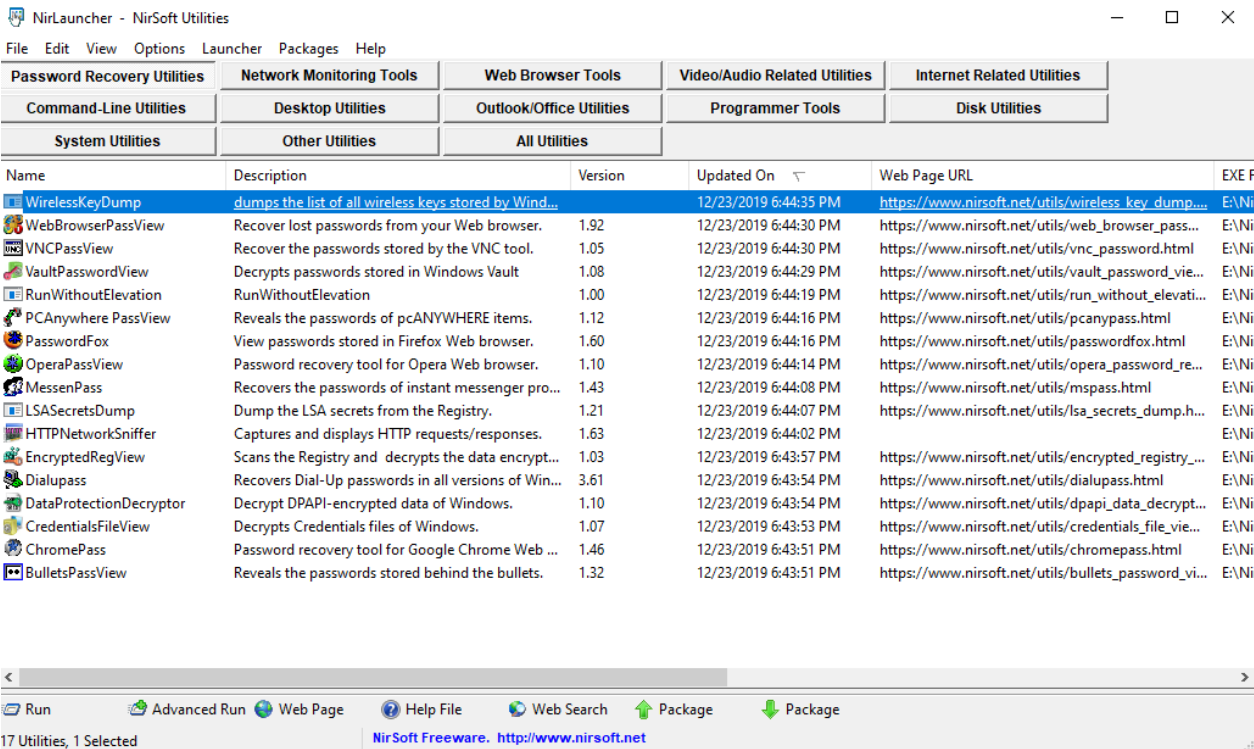 NirLauncher - NirSoft Utilities
File Edit View Options Launcher Packages Help
Password Recovery Utilities Network Monitoring Tools Web Browser Tools Video/Audio Related Utilities Internet Related Utilities
Command-Line Utilities Desktop Utilities Outlook/Office Utilities Programmer Tools Disk Utilities
System Utilities Other Utilities All Utilities
Name Description Version Updated On Web Page URL EXE F
WirelessKeyDump dumps the list of all wireless keys stored by Wind... 12/23/2019 6:44:35 PM https://www.nirsoft.net/utils/wireless_key_dump....
WebBrowserPassView Recover lost passwords from your Web browser. 1.92 12/23/2019 6:44:30 PM https://www.nirsoft.net/utils/web_browser_pass... E:\Ni
VNC VNCPassView Recover the passwords stored by the VNC tool. 1.05 12/23/2019 6:44:30 PM https://www.nirsoft.net/utils/vnc_password.html E:\Ni
VaultPasswordView Decrypts passwords stored in Windows Vault 1.08 12/23/2019 6:44:29 PM https://www.nirsoft.net/utils/vault_password_vie... E:\Ni
RunWithoutElevation RunWithoutElevation 1.00 12/23/2019 6:44:19 PM https://www.nirsoft.net/utils/run_without_elevati... E:\Ni
PCAnywhere PassView Reveals the passwords of pcANYWHERE items. 1.12 12/23/2019 6:44:16 PM https://www.nirsoft.net/utils/pcanypass.html E:\Ni
PasswordFox View passwords stored in Firefox Web browser. 1.60 12/23/2019 6:44:16 PM https://www.nirsoft.net/utils/passwordfox.html E:\Ni
OperaPassView Password recovery tool for Opera Web browser. 1.10 12/23/2019 6:44:14 PM https://www.nirsoft.net/utils/opera_password_re... E:\Ni
MessenPass Recovers the passwords of instant messenger pro... 1.43 12/23/2019 6:44:08 PM https://www.nirsoft.net/utils/mspass.html E:\Ni
LSASecretsDump Dump the LSA secrets from the Registry. 1.21 12/23/2019 6:44:07 PM https://www.nirsoft.net/utils/lsa_secrets_dump.h... E:\Ni
HTTPNetworkSniffer Captures and displays HTTP requests/responses. 1.63 12/23/2019 6:44:02 PM E:\Ni
EncryptedRegView Scans the Registry and decrypts the data encrypt... 1.03 12/23/2019 6:43:57 PM https://www.nirsoft.net/utils/encrypted_registry_... E:\Ni
Dialupass Recovers Dial-Up passwords in all versions of Win... 3.61 12/23/2019 6:43:54 PM https://www.nirsoft.net/utils/dialupass.html E:\Ni
DataProtectionDecryptor Decrypt DPAPI-encrypted data of Windows. 1.10 12/23/2019 6:43:54 PM https://www.nirsoft.net/utils/dpapi_data_decrypt... E:\Ni
CredentialsFileView Decrypts Credentials files of Windows. 1.07 12/23/2019 6:43:53 PM https://www.nirsoft.net/utils/credentials_file_vie... E:\Ni
ChromePass Password recovery tool for Google Chrome Web ... 1.46 12/23/2019 6:43:51 PM https://www.nirsoft.net/utils/chromepass.html E:\Ni
BulletsPassView Reveals the passwords stored behind the bullets. 1.32 12/23/2019 6:43:51 PM https://www.nirsoft.net/utils/bullets_password_vi... E:\Ni
Run Advanced Run Web Page Help File Web Search Package Package
17 Utilities, 1 Selected NirSoft Freeware. http://www.nirsoft.net